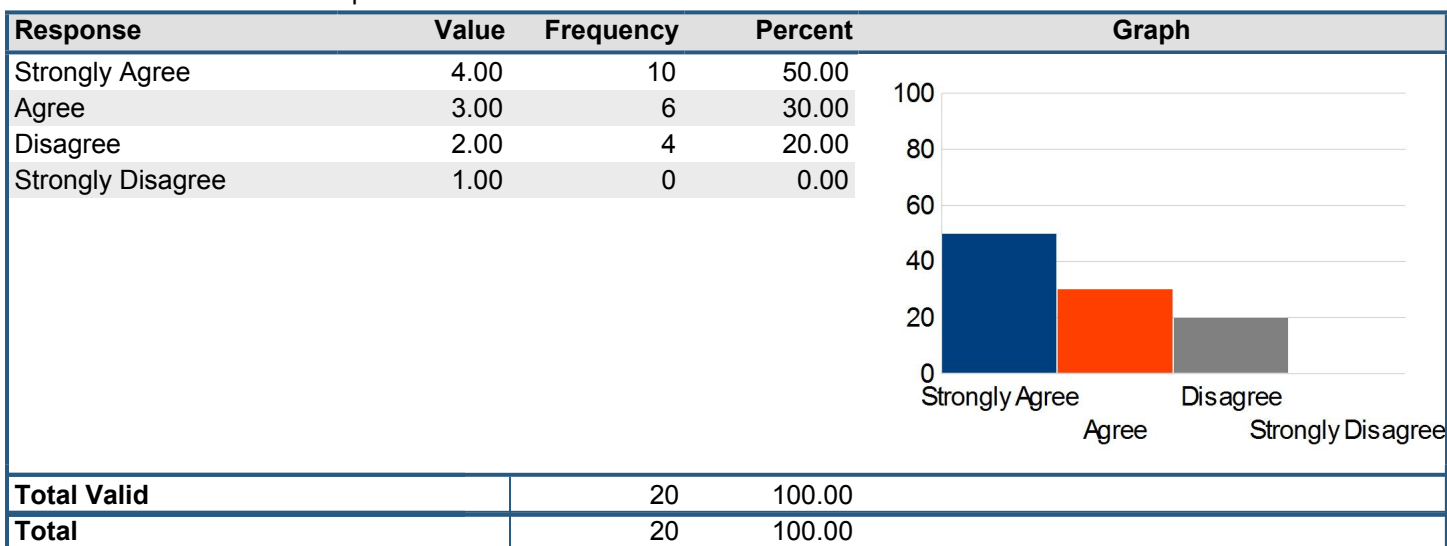 Response Value Frequency Percent Graph
Strongly Agree 4.00 10 50.00
Agree 3.00 6 30.00
Disagree 2.00 4 20.00
Strongly Disagree 1.00 0 0.00
100
80
60
40
20
0
Strongly Agree Disagree
Agree Strongly Disagree
Total Valid 20 100.00
Total 20 100.00